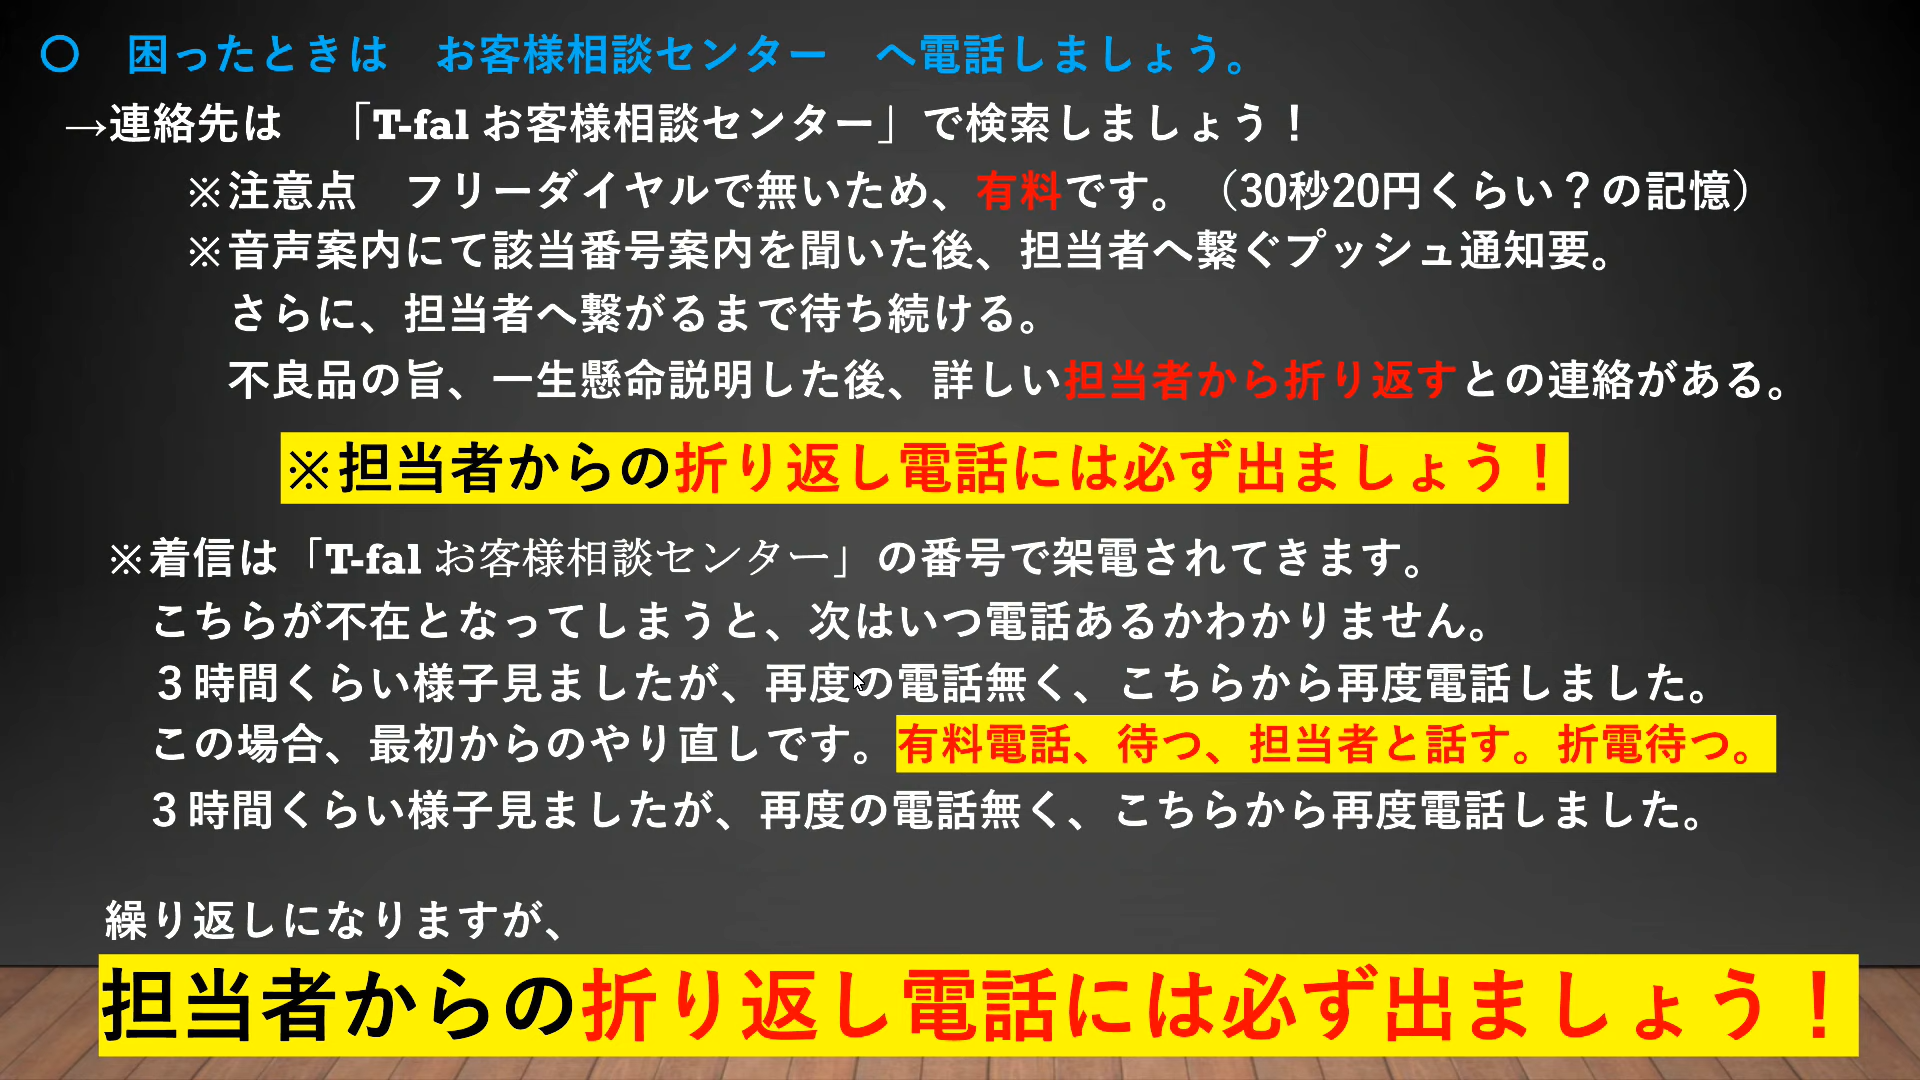 〇　困ったときは　お客様相談センター　へ電話しましょう。
→連絡先は　「T-fal お客様相談センター」で検索しましょう！
※注意点　フリーダイヤルで無いため、有料です。（30秒20円くらい？の記憶）
※音声案内にて該当番号案内を聞いた後、担当者へ繋ぐプッシュ通知要。
さらに、担当者へ繋がるまで待ち続ける。
不良品の旨、一生懸命説明した後、詳しい担当者から折り返すとの連絡がある。
※担当者からの折り返し電話には必ず出ましょう！
※着信は「T-fal お客様相談センター」の番号で架電されてきます。
こちらが不在となってしまうと、次はいつ電話あるかわかりません。
３時間くらい様子見ましたが、再度の電話無く、こちらから再度電話しました。
この場合、最初からのやり直しです。有料電話、待つ、担当者と話す。折電待つ。
３時間くらい様子見ましたが、再度の電話無く、こちらから再度電話しました。
繰り返しになりますが、
担当者からの折り返し電話には必ず出ましょう！